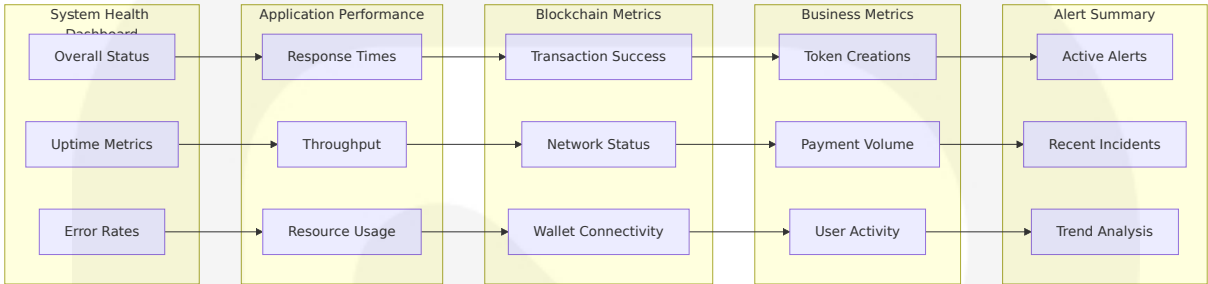 System Health
Dashboard
Application Performance
Blockchain Metrics
Business Metrics
Alert Summary
Overall Status
Response Times
Transaction Success
Token Creations
Active Alerts
Uptime Metrics
Throughput
Network Status
Payment Volume
Recent Incidents
Error Rates
Resource Usage
Wallet Connectivity
User Activity
Trend Analysis